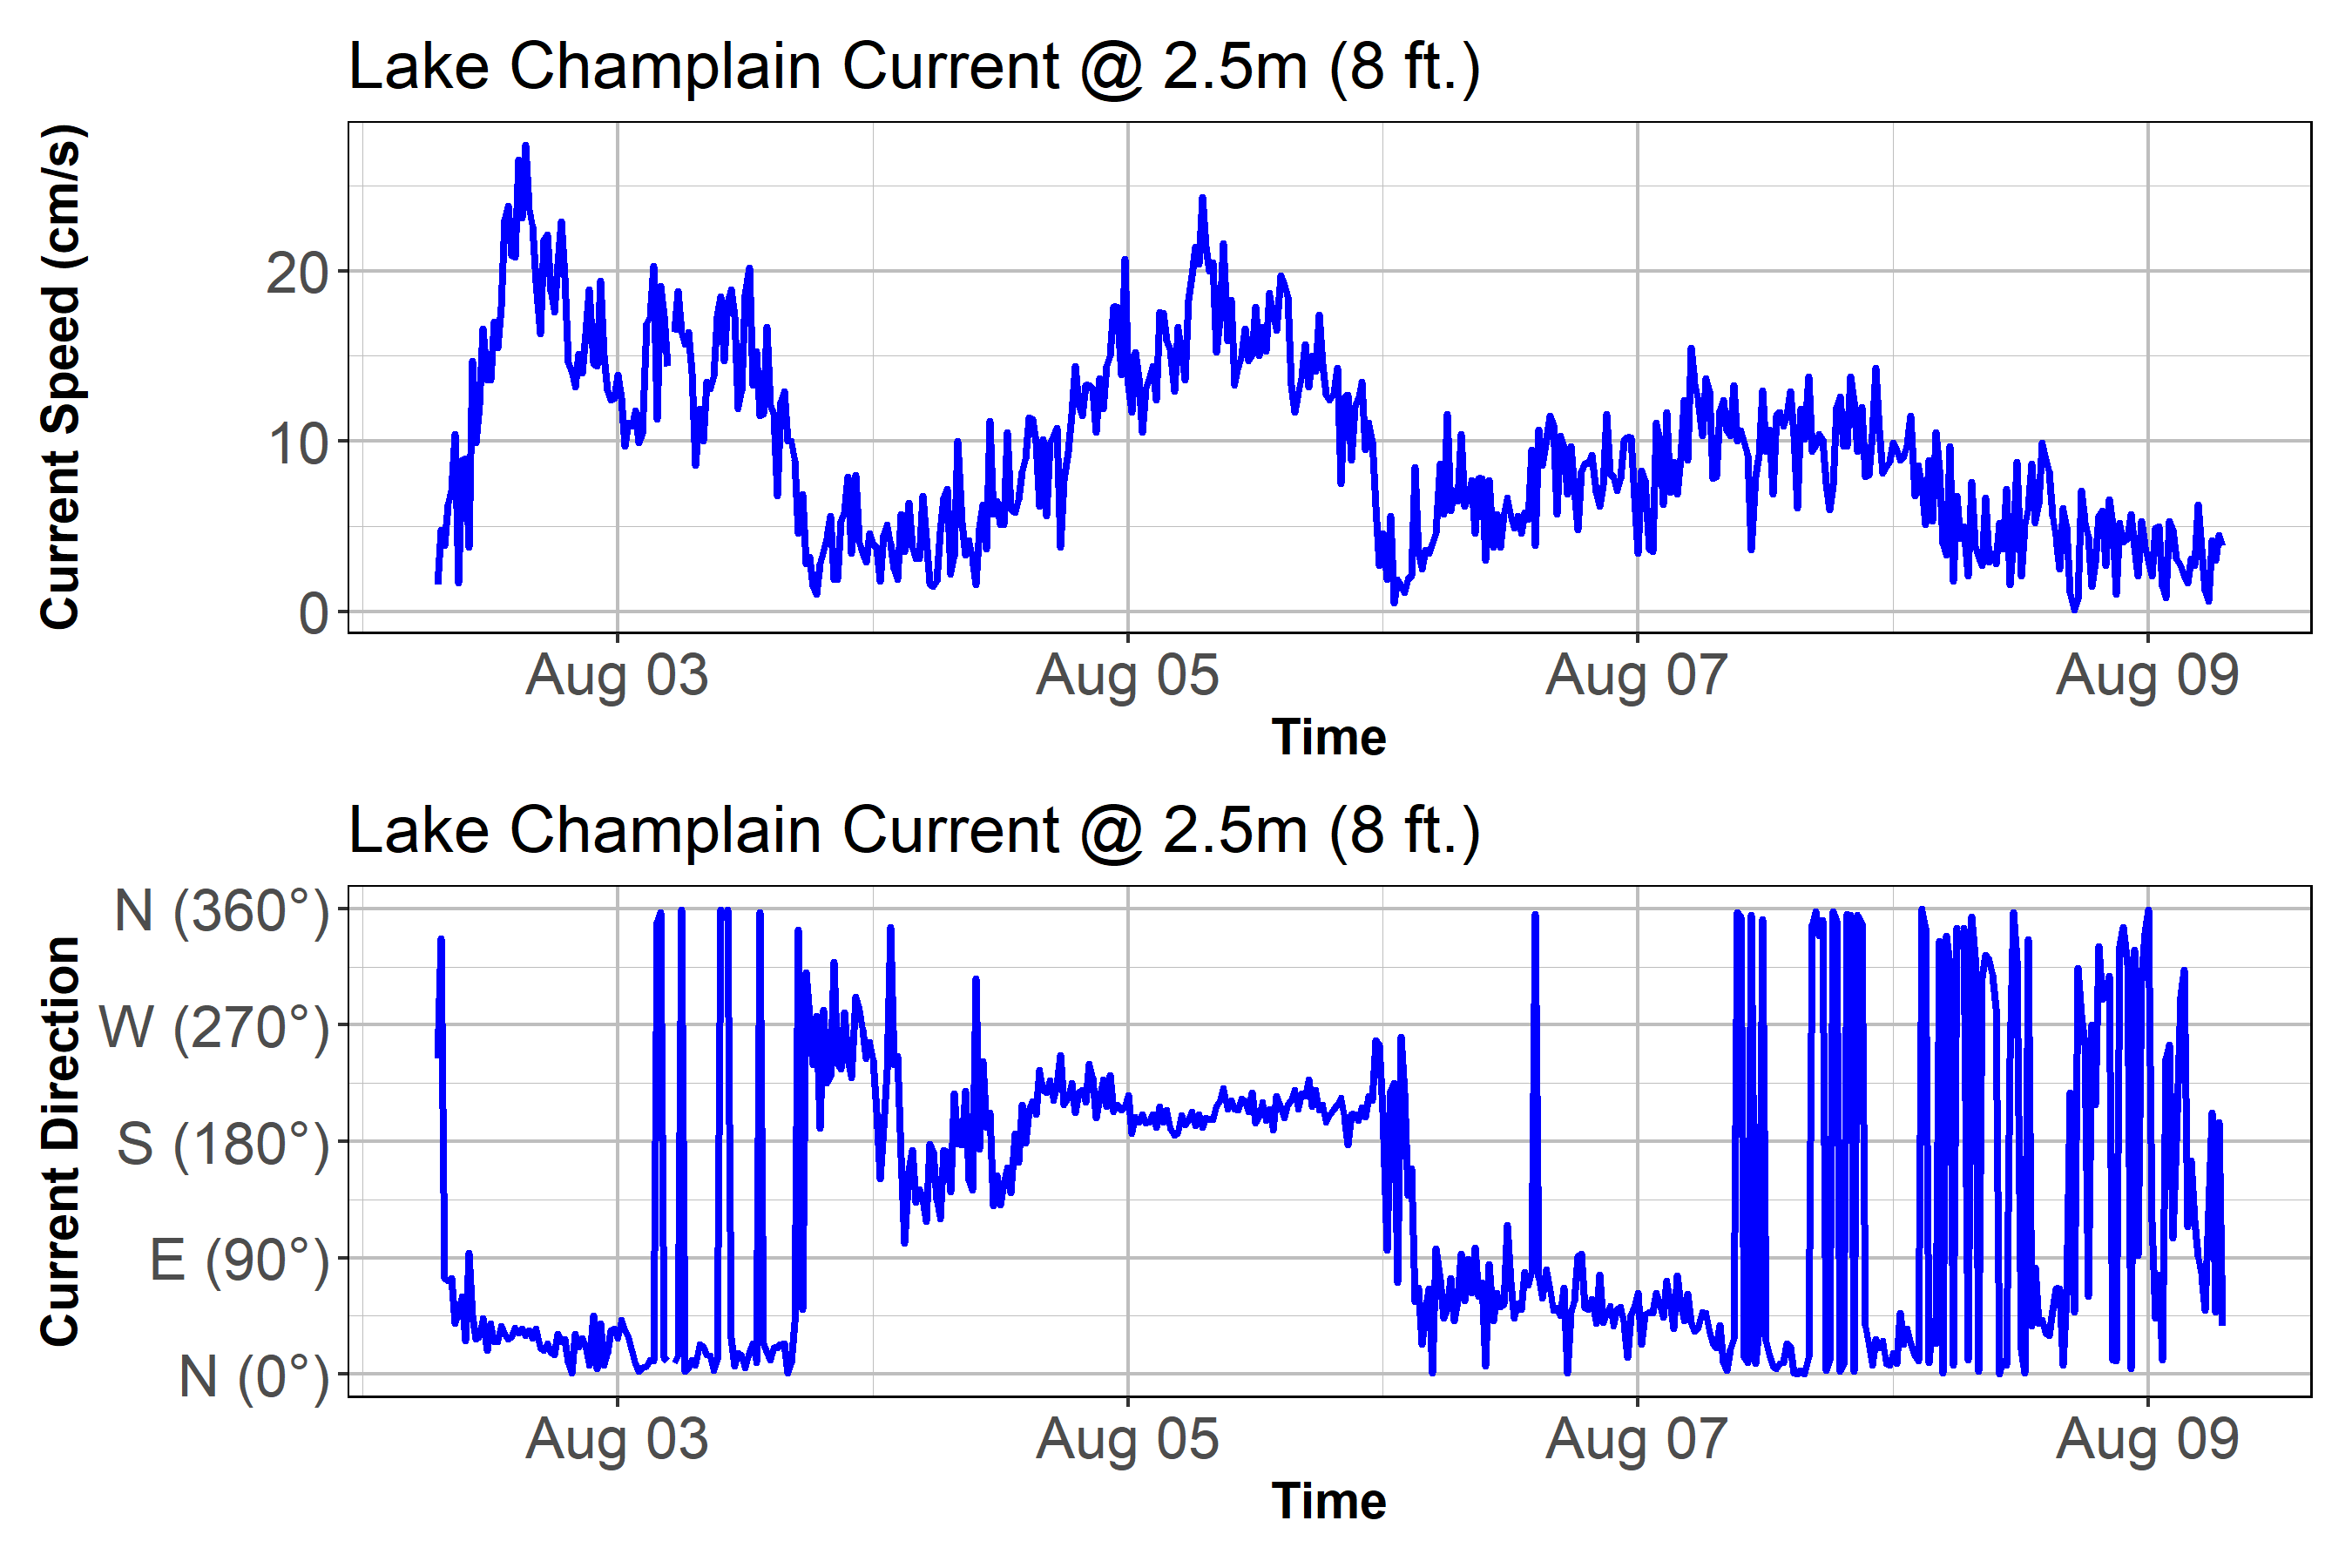 Lake Champlain Current @ 2.5m (8 ft.)
Current Speed (cm/s)
20
10
0
Aug 03 Aug 05 Aug 07 Aug 09
Time
Lake Champlain Current @ 2.5m (8 ft.)
Current Direction
N (360°)
W (270°)
S (180°)
E (90°)
N (0°)
Aug 03 Aug 05 Aug 07 Aug 09
Time